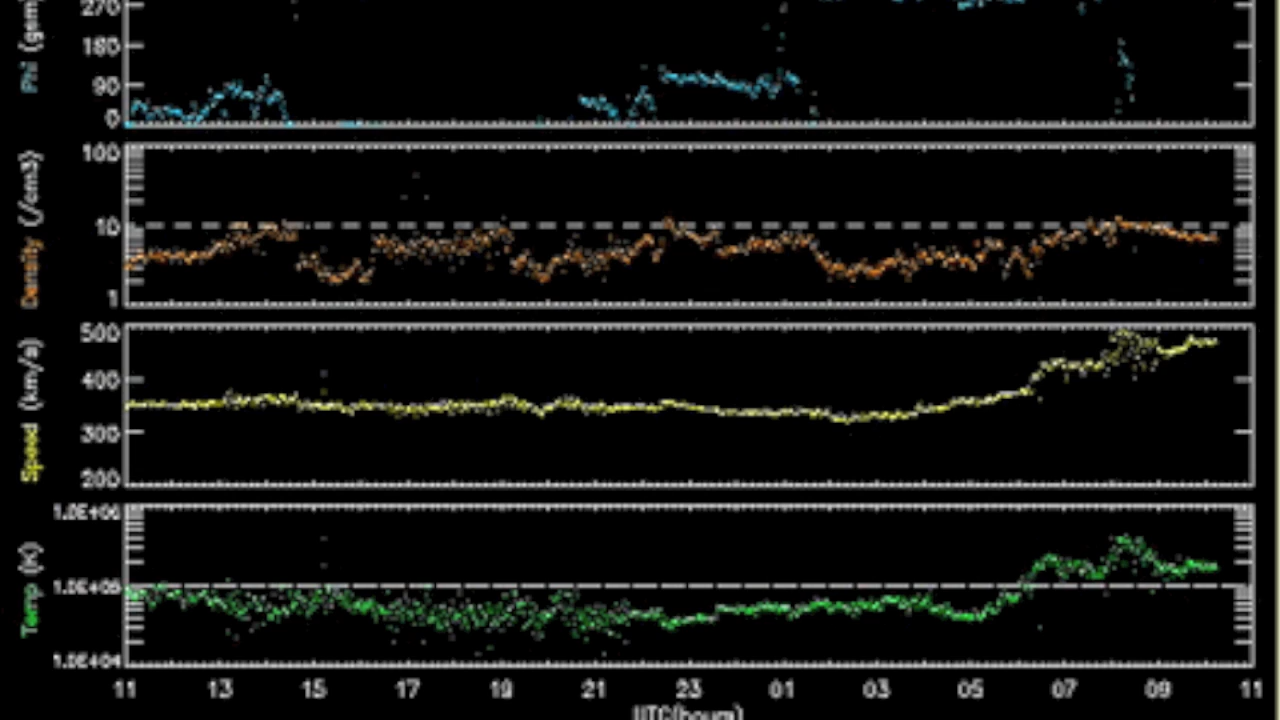 Phi (gsm)
270
180
90
0
Density (/cm3)
100
10
1
Speed (km/s)
500
400
300
200
Temp (K)
1.0E+06
1.0E+05
1.0E+04
11 13 15 17 19 21 23 01 03 05 07 09 11
UTC(hours)